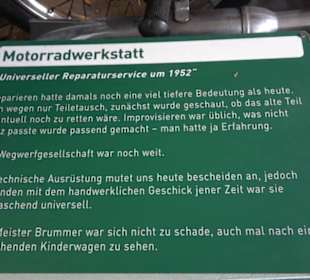 Motorradwerkstatt
Universeller Reparaturservice um 1952"
eparieren hatte damals noch eine viel tiefere Bedeutung als heute.
n wegen nur Teiletausch, zunächst wurde geschaut, ob das alte Teil
entuell noch zu retten wäre. Improvisieren war üblich, was nicht
z passte wurde passend gemacht – man hatte ja Erfahrung.
Wegwerfgesellschaft war noch weit.
echnische Ausrüstung mutet uns heute bescheiden an, jedoch
nden mit dem handwerklichen Geschick jener Zeit war sie
aschend universell.
Meister Brummer war sich nicht zu schade, auch mal nach ein
henden Kinderwagen zu sehen.